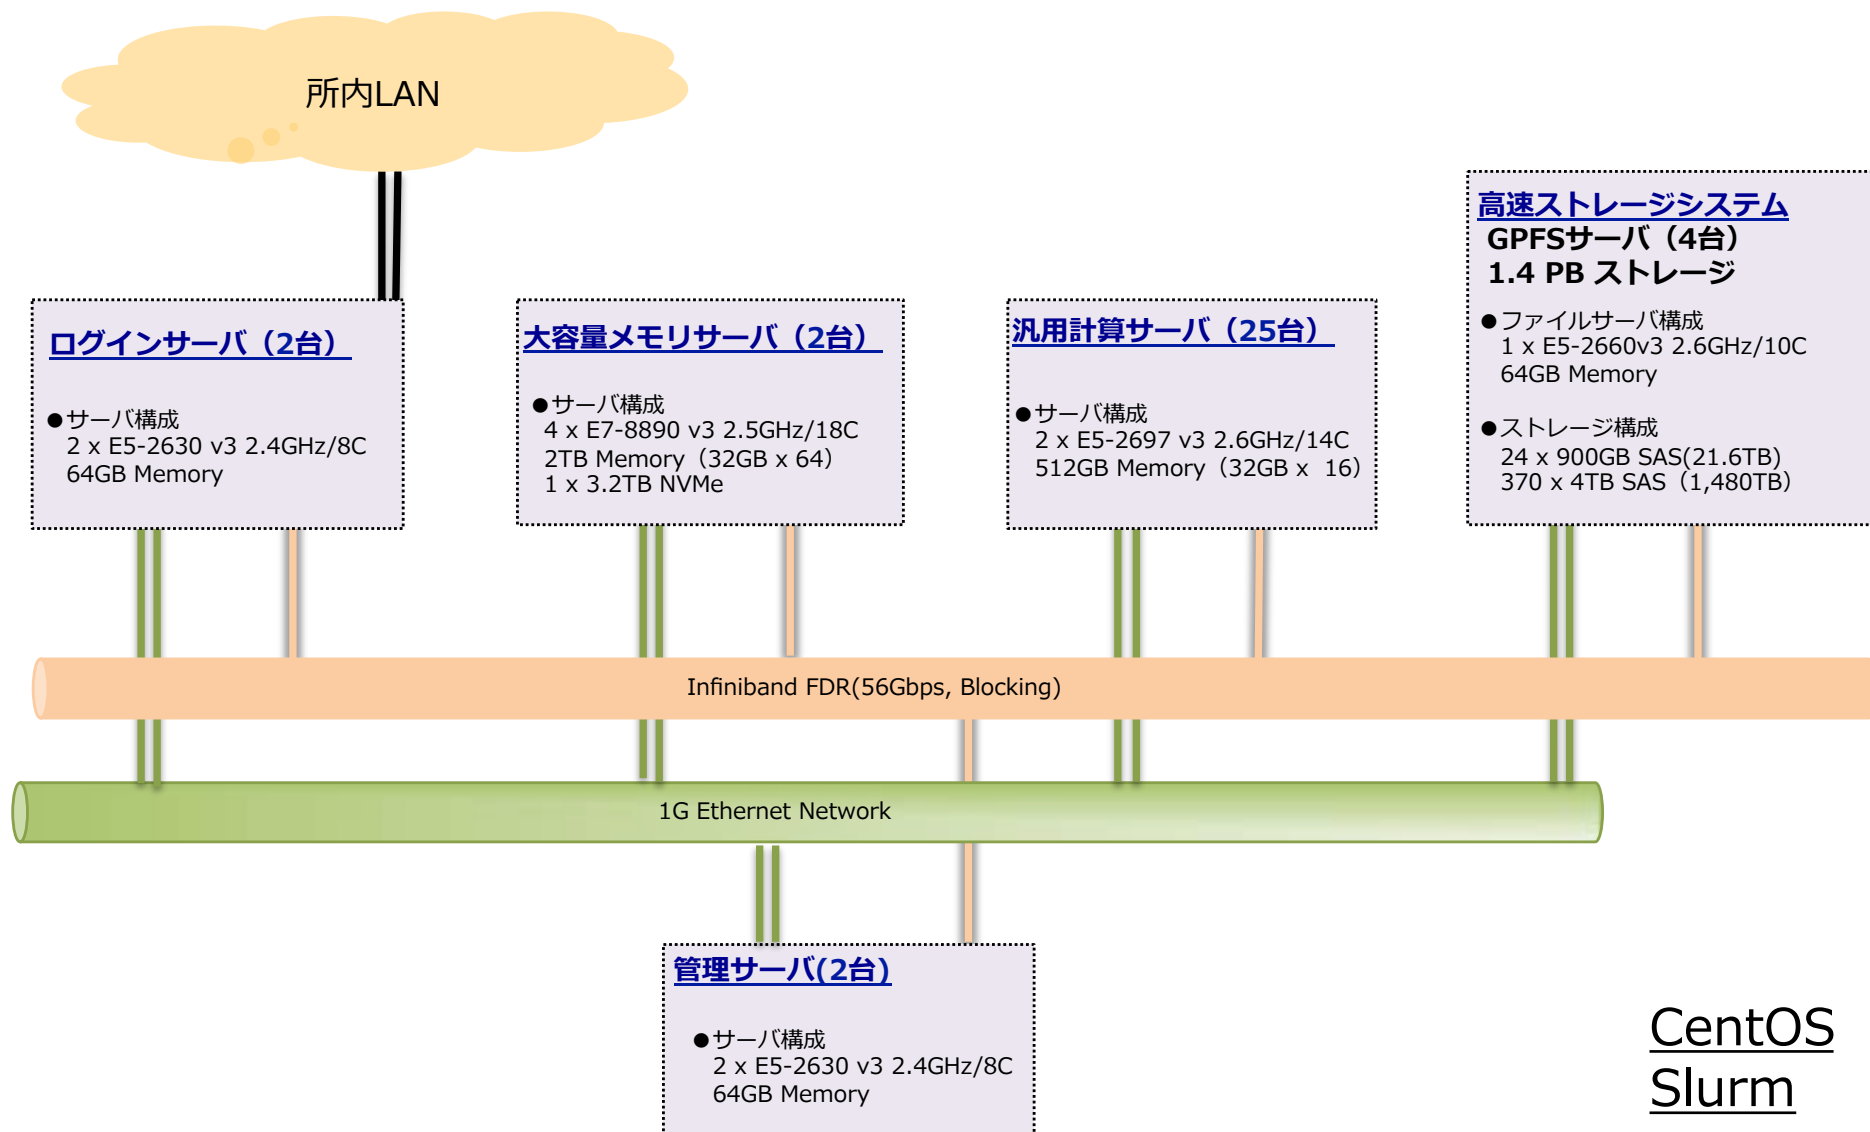 所内LAN
ログインサーバ（2台）
●サーバ構成
2 x E5-2630 v3 2.4GHz/8C
64GB Memory
大容量メモリサーバ（2台）
●サーバ構成
4 x E7-8890 v3 2.5GHz/18C
2TB Memory（32GB x 64）
1 x 3.2TB NVMe
汎用計算サーバ（25台）
●サーバ構成
2 x E5-2697 v3 2.6GHz/14C
512GB Memory（32GB x 16）
高速ストレージシステム
GPFSサーバ（4台）
1.4 PB ストレージ
●ファイルサーバ構成
1 x E5-2660v3 2.6GHz/10C
64GB Memory
●ストレージ構成
24 x 900GB SAS(21.6TB)
370 x 4TB SAS（1,480TB）
Infiniband FDR(56Gbps, Blocking)
1G Ethernet Network
管理サーバ(2台)
●サーバ構成
2 x E5-2630 v3 2.4GHz/8C
64GB Memory
CentOS
Slurm